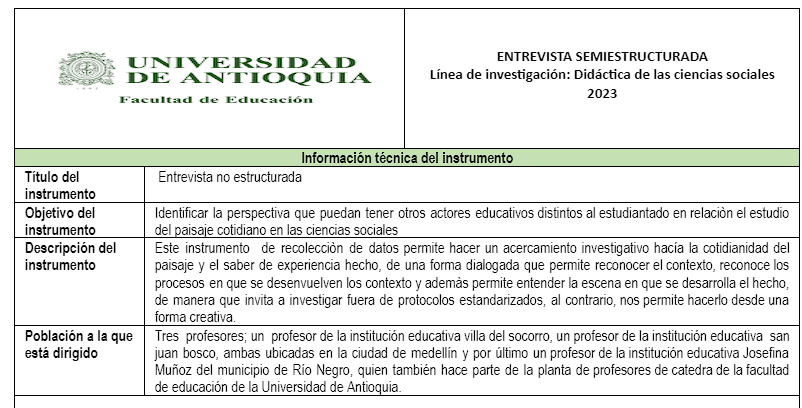 UNIVERSIDAD
DE ANTIOQUIA
Facultad de Educación
ENTREVISTA SEMIESTRUCTURADA
Línea de investigación: Didáctica de las ciencias sociales
2023
Información técnica del instrumento
Título del
instrumento
Entrevista no estructurada
Objetivo del
instrumento
Identificar la perspectiva que puedan tener otros actores educativos distintos al estudiantado en relaciòn el estudio
del paisaje cotidiano en las ciencias sociales
Descripción del
instrumento
Este instrumento de recolecciòn de datos permite hacer un acercamiento investigativo hacía la cotidianidad del
paisaje y el saber de experiencia hecho, de una forma dialogada que permite reconocer el contexto, reconoce los
procesos en que se desenvuelven los contexto y ademàs permite entender la escena en que se desarrolla el hecho,
de manera que invita a investigar fuera de protocolos estandarizados, al contrario, nos permite hacerlo desde una
forma creativa.
Población a la que
está dirigido
Tres profesores; un profesor de la institución educativa villa del socorro, un profesor de la institución educativa san
juan bosco, ambas ubicadas en la ciudad de medellín y por último un profesor de la institución educativa Josefina
Muñoz del municipio de Río Negro, quien también hace parte de la planta de profesores de catedra de la facultad
de educación de la Universidad de Antioquia.